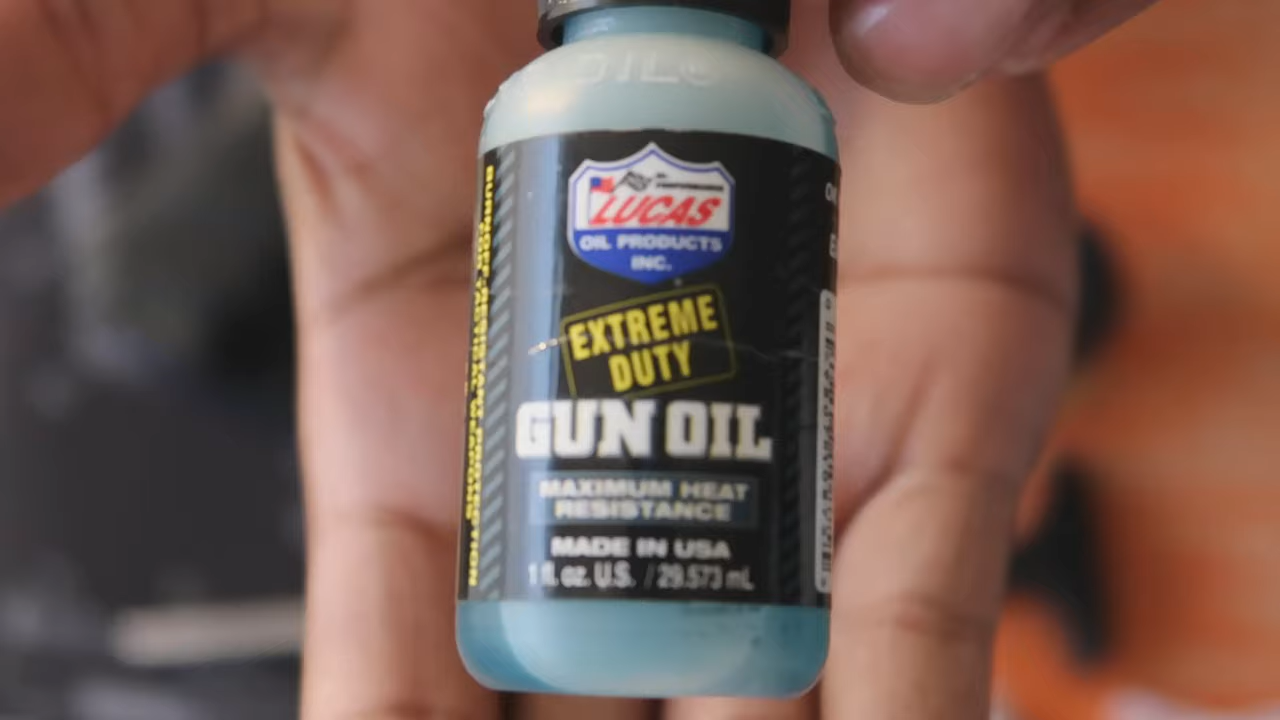 OILS
LUCAS
OIL PRODUCTS
INC.
EXTREME
DUTY
GUN OIL
MAXIMUM HEAT
RESISTANCE
MADE IN USA
1 fl. oz. U.S. / 29.573 mL